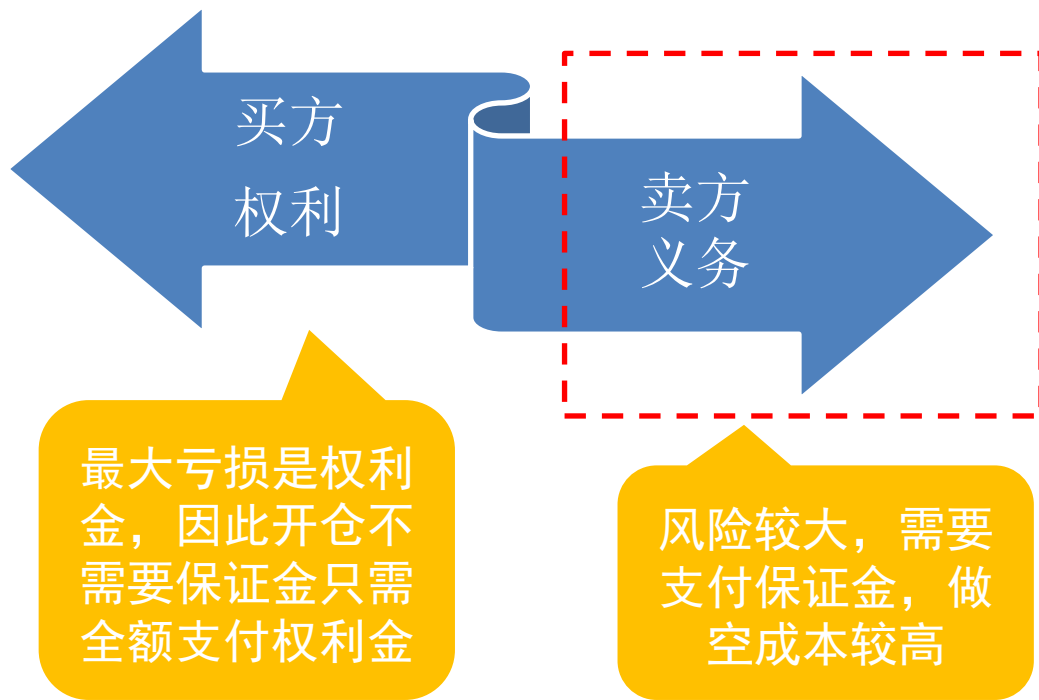 买方
权利
卖方
义务
最大亏损是权利
金，因此开仓不
需要保证金只需
全额支付权利金
风险较大，需要
支付保证金，做
空成本较高